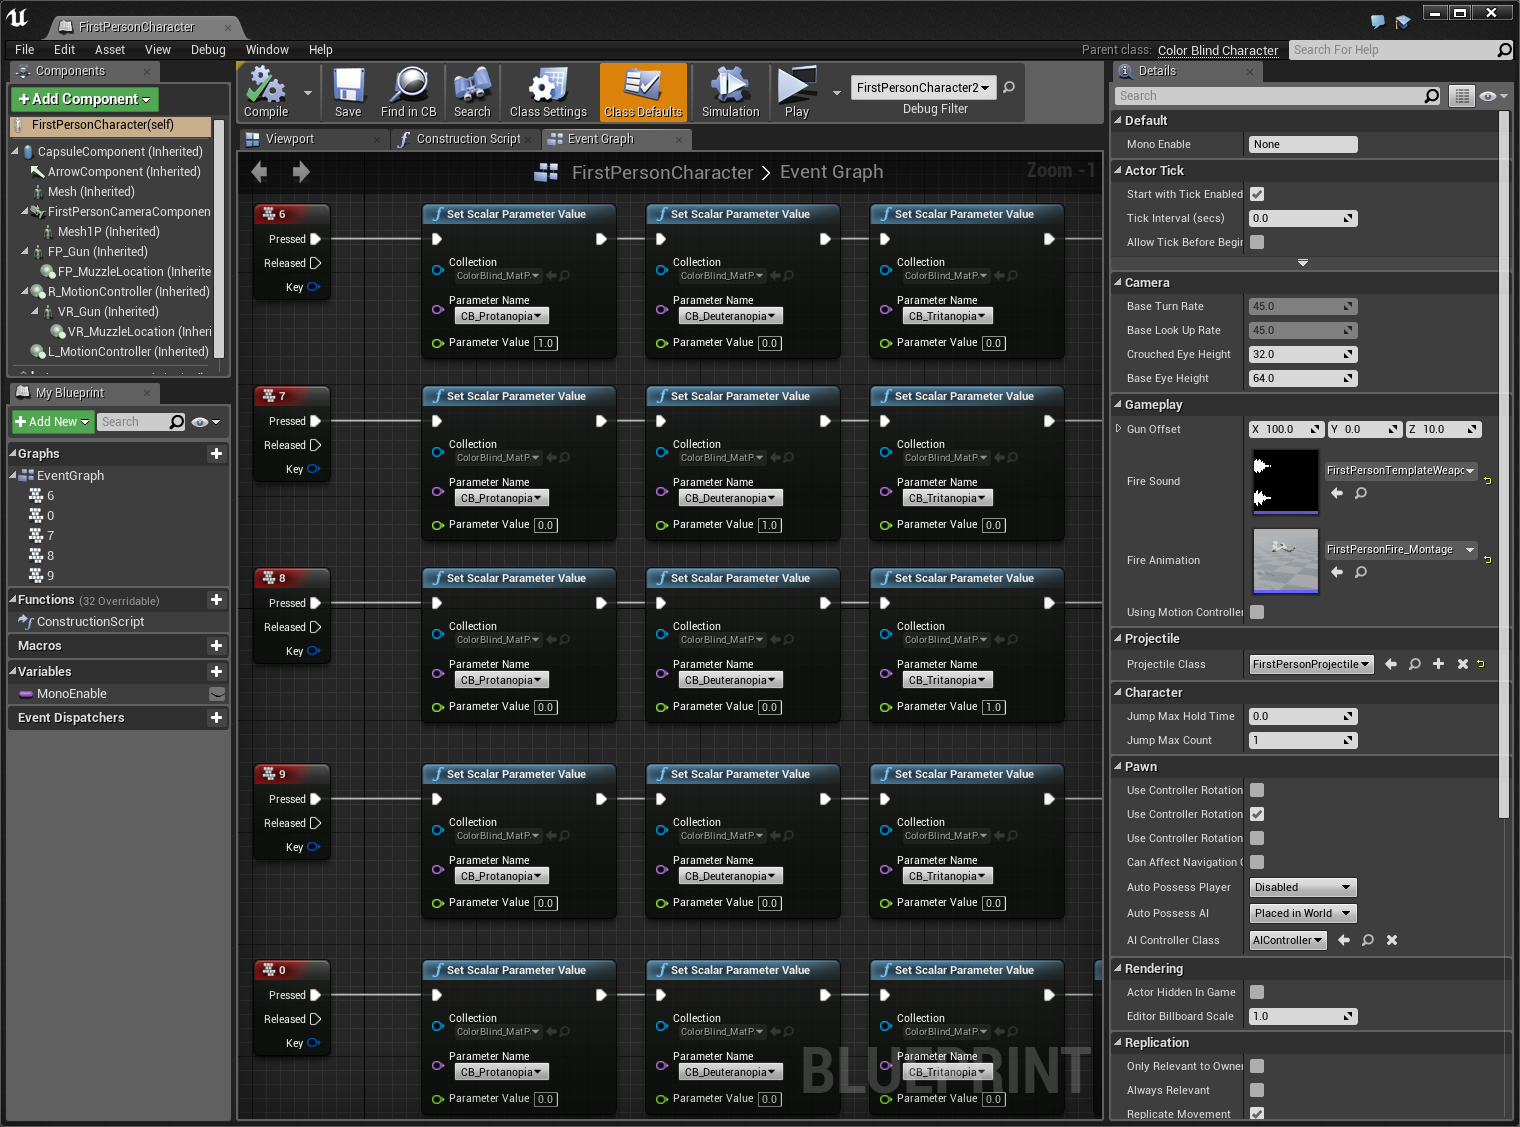 FirstPersonCharacter
File Edit Asset View Debug Window Help
Parent class: Color Blind Character
Search For Help
Components
+Add Component
FirstPersonCharacter(self)
CapsuleComponent (Inherited)
ArrowComponent (Inherited)
Mesh (Inherited)
FirstPersonCameraComponen
Mesh1P (Inherited)
FP_Gun (Inherited)
FP_MuzzleLocation (Inherite
R_MotionController (Inherited)
VR_Gun (Inherited)
VR_MuzzleLocation (Inheri
L_MotionController (Inherited)
My Blueprint
+Add New
Search
Graphs
EventGraph
6
0
7
8
9
Functions (32 Overridable)
ConstructionScript
Macros
Variables
MonoEnable
Event Dispatchers
Compile
Save
Find in CB
Search
Class Settings
Class Defaults
Simulation
Play
FirstPersonCharacter2
Debug Filter
Viewport
Construction Script
Event Graph
FirstPersonCharacter > Event Graph
Zoom -1
6
Pressed
Released
Key
Set Scalar Parameter Value
Collection
ColorBlind_MatP
Parameter Name
CB_Protanopia
Parameter Value 1.0
Set Scalar Parameter Value
Collection
ColorBlind_MatP
Parameter Name
CB_Deuteranopia
Parameter Value 0.0
Set Scalar Parameter Value
Collection
ColorBlind_MatP
Parameter Name
CB_Tritanopia
Parameter Value 0.0
7
Pressed
Released
Key
Set Scalar Parameter Value
Collection
ColorBlind_MatP
Parameter Name
CB_Protanopia
Parameter Value 0.0
Set Scalar Parameter Value
Collection
ColorBlind_MatP
Parameter Name
CB_Deuteranopia
Parameter Value 1.0
Set Scalar Parameter Value
Collection
ColorBlind_MatP
Parameter Name
CB_Tritanopia
Parameter Value 0.0
8
Pressed
Released
Key
Set Scalar Parameter Value
Collection
ColorBlind_MatP
Parameter Name
CB_Protanopia
Parameter Value 0.0
Set Scalar Parameter Value
Collection
ColorBlind_MatP
Parameter Name
CB_Deuteranopia
Parameter Value 0.0
Set Scalar Parameter Value
Collection
ColorBlind_MatP
Parameter Name
CB_Tritanopia
Parameter Value 1.0
9
Pressed
Released
Key
Set Scalar Parameter Value
Collection
ColorBlind_MatP
Parameter Name
CB_Protanopia
Parameter Value 0.0
Set Scalar Parameter Value
Collection
ColorBlind_MatP
Parameter Name
CB_Deuteranopia
Parameter Value 0.0
Set Scalar Parameter Value
Collection
ColorBlind_MatP
Parameter Name
CB_Tritanopia
Parameter Value 0.0
0
Pressed
Released
Key
Set Scalar Parameter Value
Collection
ColorBlind_MatP
Parameter Name
CB_Protanopia
Parameter Value 0.0
Set Scalar Parameter Value
Collection
ColorBlind_MatP
Parameter Name
CB_Deuteranopia
Parameter Value 0.0
Set Scalar Parameter Value
Collection
ColorBlind_MatP
Parameter Name
CB_Tritanopia
Parameter Value 0.0
BLUEPRINT
Details
Search
Default
Mono Enable None
Actor Tick
Start with Tick Enabled
Tick Interval (secs) 0.0
Allow Tick Before Begir
Camera
Base Turn Rate 45.0
Base Look Up Rate 45.0
Crouched Eye Height 32.0
Base Eye Height 64.0
Gameplay
Gun Offset X 100.0 Y 0.0 Z 10.0
Fire Sound FirstPersonTemplateWeapc
Fire Animation FirstPersonFire_Montage
Using Motion Controller
Projectile
Projectile Class FirstPersonProjectile
Character
Jump Max Hold Time 0.0
Jump Max Count 1
Pawn
Use Controller Rotation
Use Controller Rotation
Use Controller Rotation
Can Affect Navigation
Auto Possess Player Disabled
Auto Possess AI Placed in World
AI Controller Class AIController
Rendering
Actor Hidden In Game
Editor Billboard Scale 1.0
Replication
Only Relevant to Owner
Always Relevant
Replicate Movement